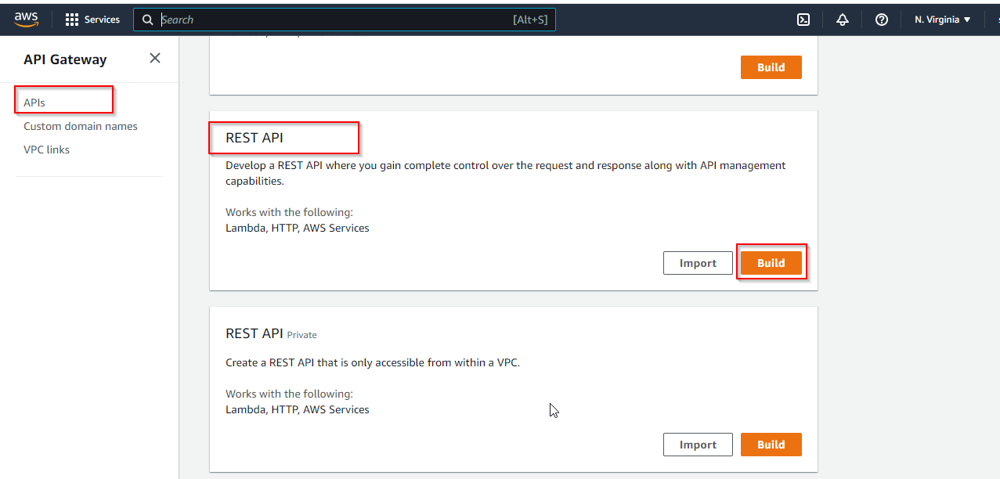 aws
Services
Search
[Alt+S]
N. Virginia
API Gateway
APIs
Custom domain names
VPC links
Build
REST API
Develop a REST API where you gain complete control over the request and response along with API management
capabilities.
Works with the following:
Lambda, HTTP, AWS Services
Import
Build
REST API Private
Create a REST API that is only accessible from within a VPC.
Works with the following:
Lambda, HTTP, AWS Services
Import
Build